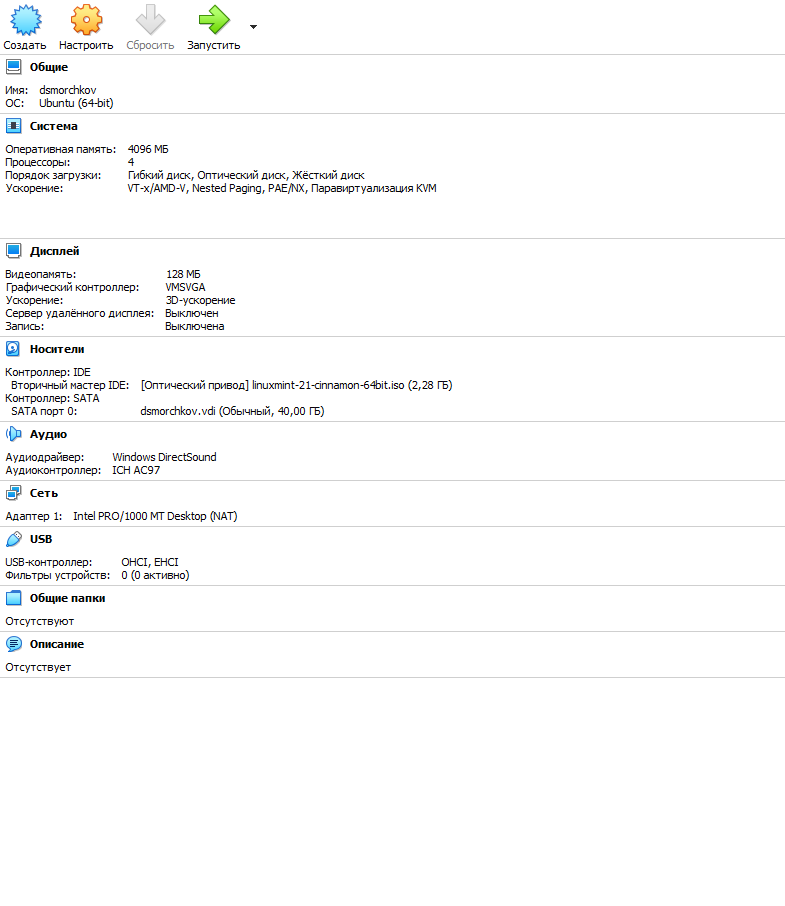 Создать Настроить Сбросить Запустить
Общие
Имя: dsmorchkov
ОС: Ubuntu (64-bit)
Система
Оперативная память: 4096 МБ
Процессоры: 4
Порядок загрузки: Гибкий диск, Оптический диск, Жёсткий диск
Ускорение: VT-x/AMD-V, Nested Paging, PAE/NX, Паравиртуализация KVM
Дисплей
Видеопамять: 128 МБ
Графический контроллер: VMSVGA
Ускорение: 3D-ускорение
Сервер удалённого дисплея: Выключен
Запись: Выключена
Носители
Контроллер: IDE
Вторичный мастер IDE: [Оптический привод] linuxmint-21-cinnamon-64bit.iso (2,28 ГБ)
Контроллер: SATA
SATA порт 0: dsmorchkov.vdi (Обычный, 40,00 ГБ)
Аудио
Аудиодрайвер: Windows DirectSound
Аудиоконтроллер: ICH AC97
Сеть
Адаптер 1: Intel PRO/1000 MT Desktop (NAT)
USB
USB-контроллер: OHCI, EHCI
Фильтры устройств: 0 (0 активно)
Общие папки
Отсутствуют
Описание
Отсутствует